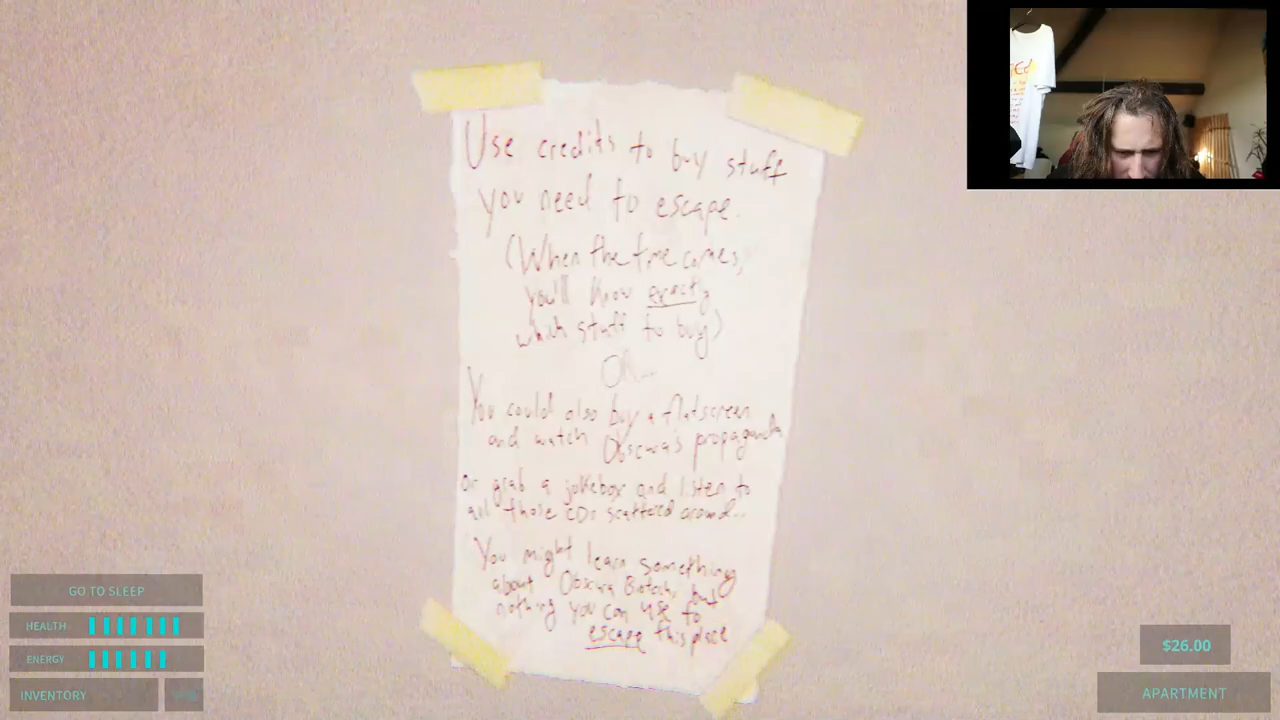 Use credits to buy stuff
you need to escape.
(When the time comes,
you'll know exactly
which stuff to buy)
OR...
You could also buy a flatscreen
and watch Obscura's propaganda
or grab a jukebox and listen to
all those CDs scattered around...
You might learn something
about Obscura Biotech, but
nothing you can use to
escape this place
GO TO SLEEP
HEALTH
ENERGY
INVENTORY
$26.00
APARTMENT